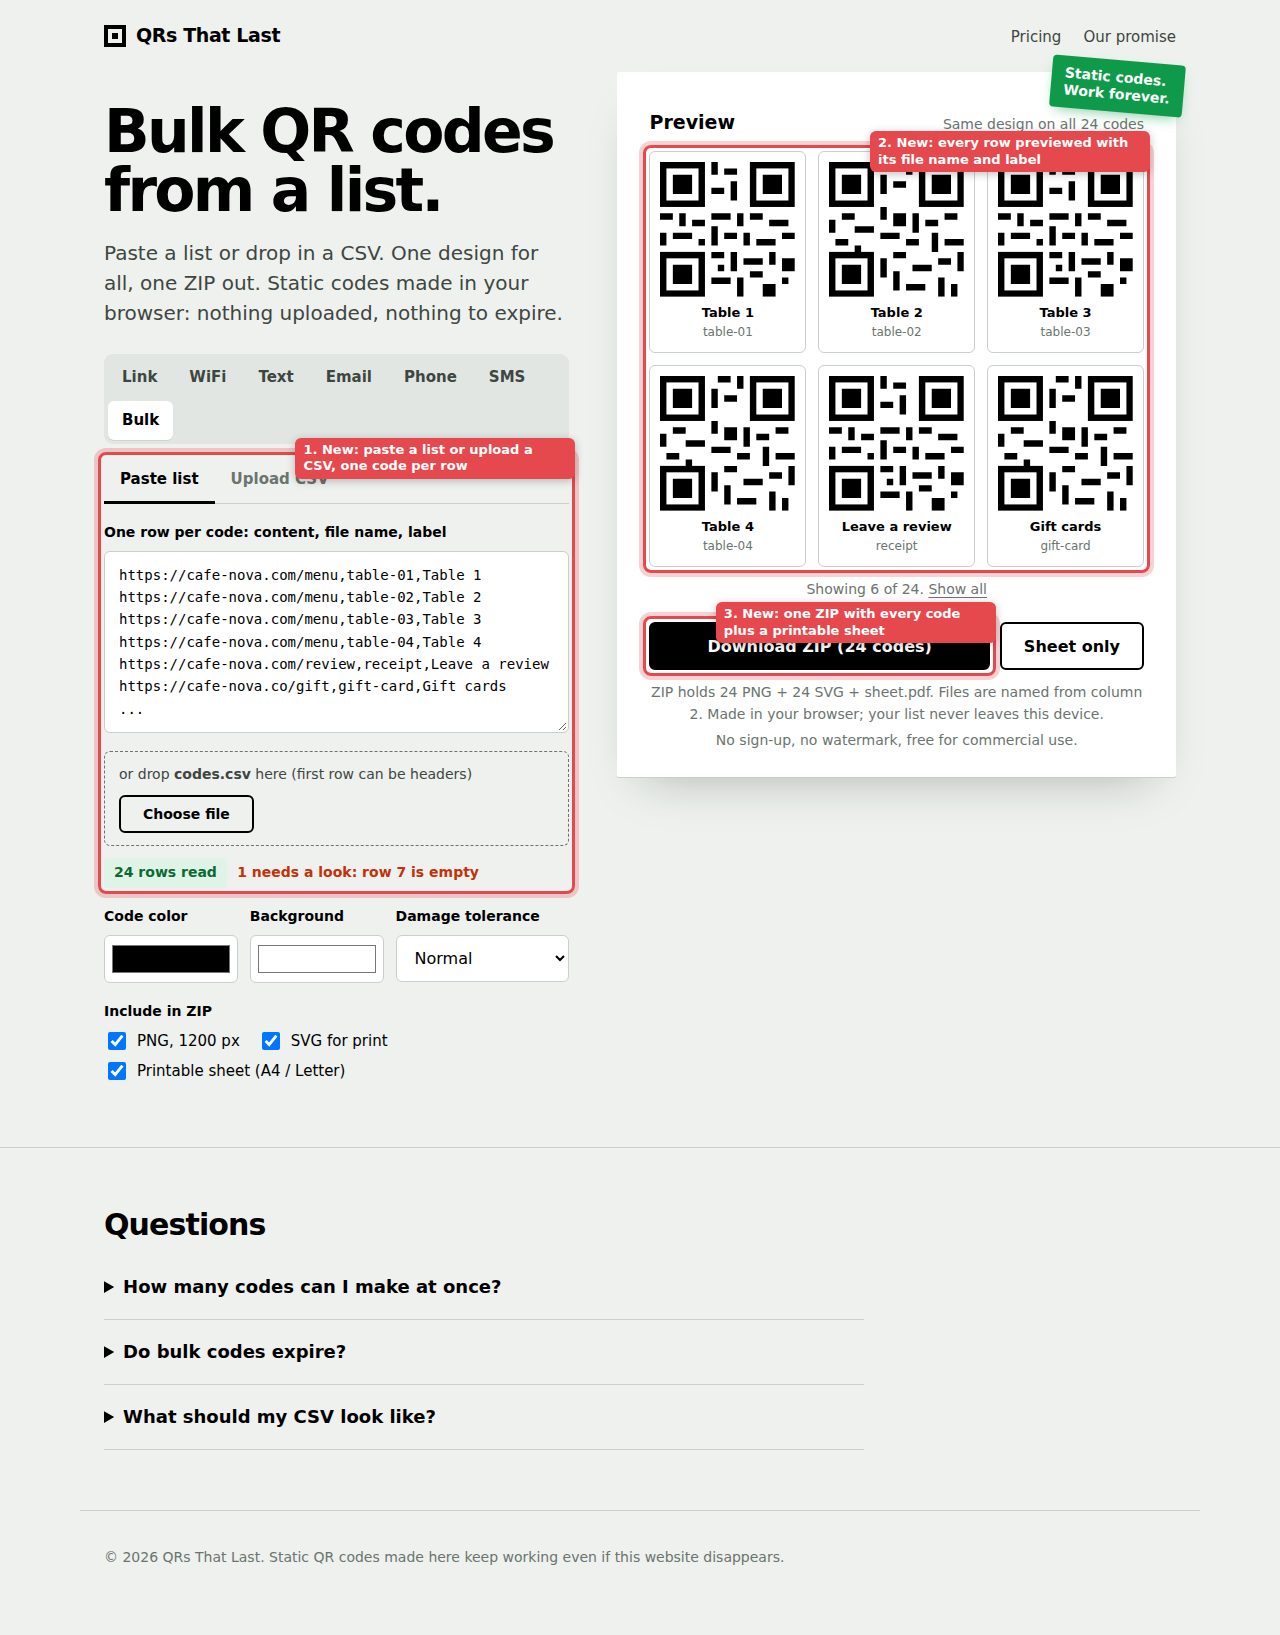 QRs That Last
Pricing
Our promise
Bulk QR codes
from a list.
Paste a list or drop in a CSV. One design for
all, one ZIP out. Static codes made in your
browser: nothing uploaded, nothing to expire.
Link
WiFi
Text
Email
Phone
SMS
Bulk
1. New: paste a list or upload a
CSV, one code per row
Paste list
Upload CSV
One row per code: content, file name, label
https://cafe-nova.com/menu,table-01,Table 1
https://cafe-nova.com/menu,table-02,Table 2
https://cafe-nova.com/menu,table-03,Table 3
https://cafe-nova.com/menu,table-04,Table 4
https://cafe-nova.com/review,receipt,Leave a review
https://cafe-nova.co/gift,gift-card,Gift cards
...
or drop codes.csv here (first row can be headers)
Choose file
24 rows read
1 needs a look: row 7 is empty
Code color
Background
Damage tolerance
Normal
Include in ZIP
PNG, 1200 px
SVG for print
Printable sheet (A4 / Letter)
Static codes.
Work forever.
Preview
Same design on all 24 codes
2. New: every row previewed with
its file name and label
Table 1
table-01
Table 2
table-02
Table 3
table-03
Table 4
table-04
Leave a review
receipt
Gift cards
gift-card
Showing 6 of 24. Show all
3. New: one ZIP with every code
plus a printable sheet
Download ZIP (24 codes)
Sheet only
ZIP holds 24 PNG + 24 SVG + sheet.pdf. Files are named from column
2. Made in your browser; your list never leaves this device.
No sign-up, no watermark, free for commercial use.
Questions
How many codes can I make at once?
Do bulk codes expire?
What should my CSV look like?
© 2026 QRs That Last. Static QR codes made here keep working even if this website disappears.